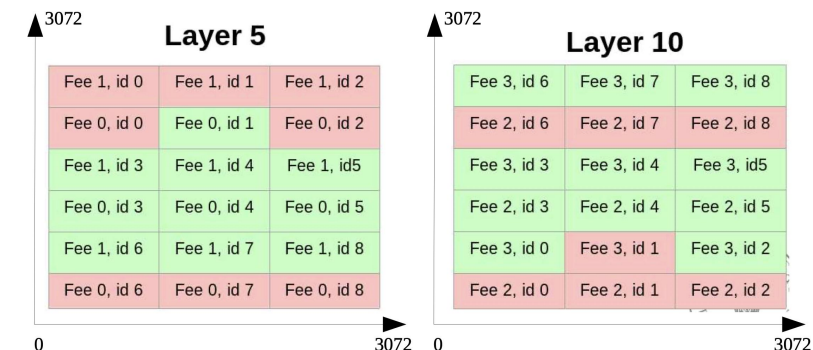 3072
Layer 5
Fee 1, id 0 Fee 1, id 1 Fee 1, id 2
Fee 0, id 0 Fee 0, id 1 Fee 0, id 2
Fee 1, id 3 Fee 1, id 4 Fee 1, id5
Fee 0, id 3 Fee 0, id 4 Fee 0, id 5
Fee 1, id 6 Fee 1, id 7 Fee 1, id 8
Fee 0, id 6 Fee 0, id 7 Fee 0, id 8
0 3072
3072
Layer 10
Fee 3, id 6 Fee 3, id 7 Fee 3, id 8
Fee 2, id 6 Fee 2, id 7 Fee 2, id 8
Fee 3, id 3 Fee 3, id 4 Fee 3, id5
Fee 2, id 3 Fee 2, id 4 Fee 2, id 5
Fee 3, id 0 Fee 3, id 1 Fee 3, id 2
Fee 2, id 0 Fee 2, id 1 Fee 2, id 2
0 3072